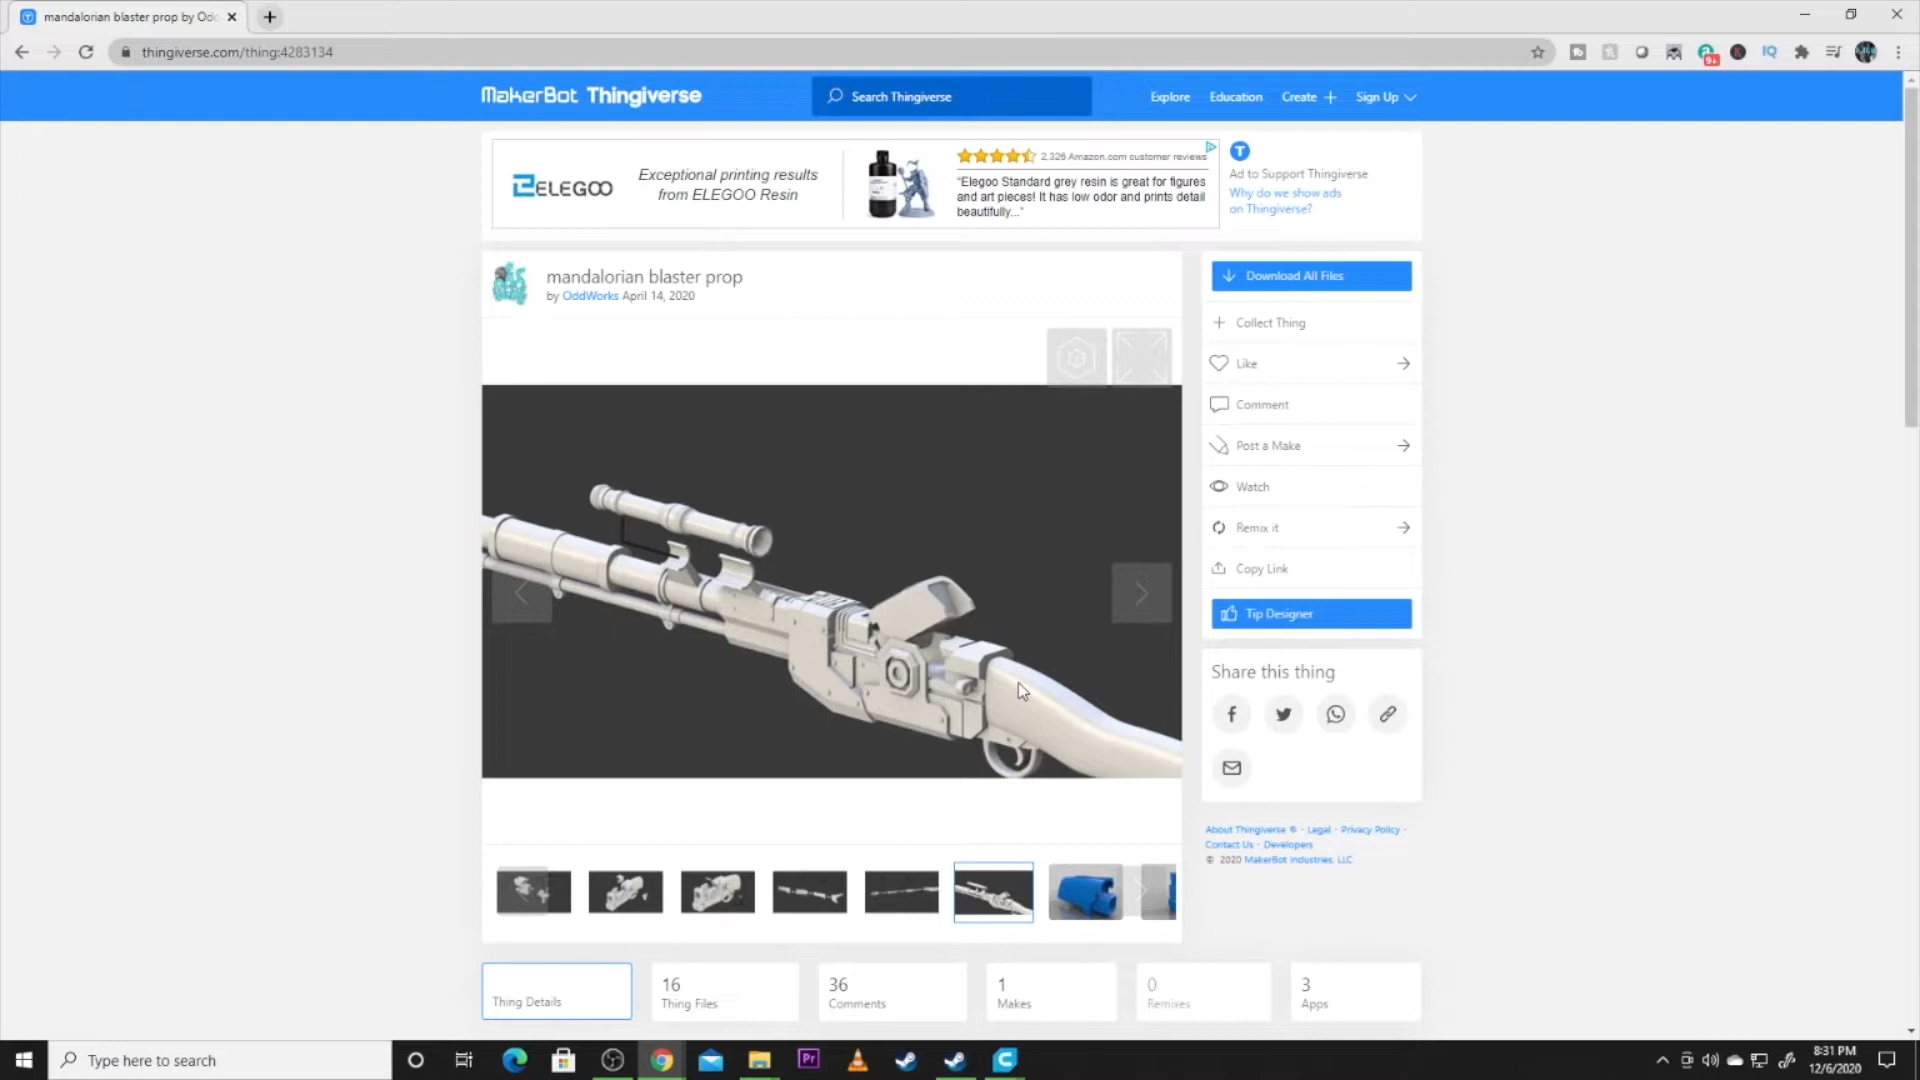 mandalorian blaster prop by Odd
thingiverse.com/thing:4283134
9+
IQ
MakerBot Thingiverse
Search Thingiverse
Explore
Education
Create
Sign Up
ELEGOO
Exceptional printing results
from ELEGOO Resin
2,326 Amazon.com customer reviews
"Elegoo Standard grey resin is great for figures
and art pieces! It has low odor and prints detail
beautifully..."
Ad to Support Thingiverse
Why do we show ads
on Thingiverse?
mandalorian blaster prop
by OddWorks April 14, 2020
Download All Files
Collect Thing
Like
Comment
Post a Make
Watch
Remix it
Copy Link
Tip Designer
Share this thing
About Thingiverse ® · Legal · Privacy Policy ·
Contact Us · Developers
© 2020 MakerBot Industries, LLC
Thing Details
16
Thing Files
36
Comments
1
Makes
0
Remixes
3
Apps
Type here to search
Pr
8:31 PM
12/6/2020